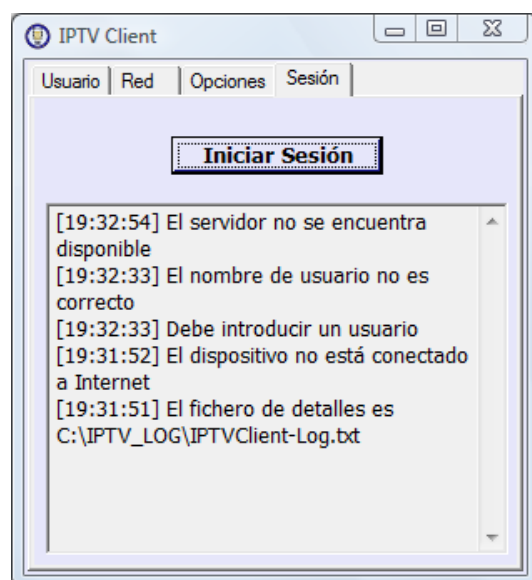 IPTV Client
Usuario Red Opciones Sesión
Iniciar Sesión
[19:32:54] El servidor no se encuentra
disponible
[19:32:33] El nombre de usuario no es
correcto
[19:32:33] Debe introducir un usuario
[19:31:52] El dispositivo no está conectado
a Internet
[19:31:51] El fichero de detalles es
C:\IPTV_LOG\IPTVClient-Log.txt